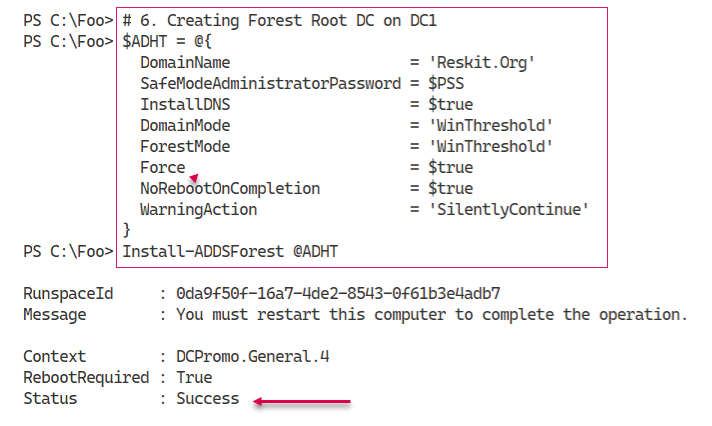 PS C:\Foo> # 6. Creating Forest Root DC on DC1
PS C:\Foo> $ADHT = @{
  DomainName                    = 'Reskit.Org'
  SafeModeAdministratorPassword = $PSS
  InstallDNS                    = $true
  DomainMode                    = 'WinThreshold'
  ForestMode                    = 'WinThreshold'
  Force                         = $true
  NoRebootOnCompletion          = $true
  WarningAction                 = 'SilentlyContinue'
}
PS C:\Foo> Install-ADDSForest @ADHT
RunspaceId     : 0da9f50f-16a7-4de2-8543-0f61b3e4adb7
Message        : You must restart this computer to complete the operation.
Context        : DCPromo.General.4
RebootRequired : True
Status         : Success